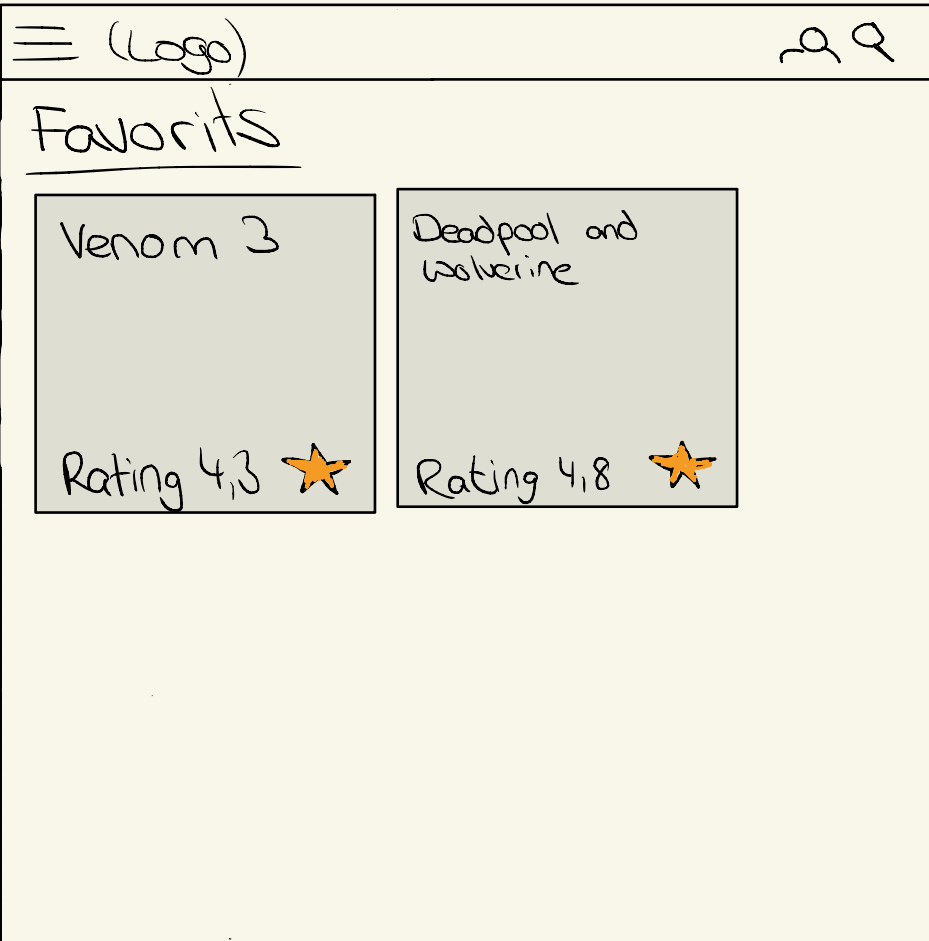 (Logo)
Favorits
Venom 3
Rating 4,3
Deadpool and
wolverine
Rating 4,8